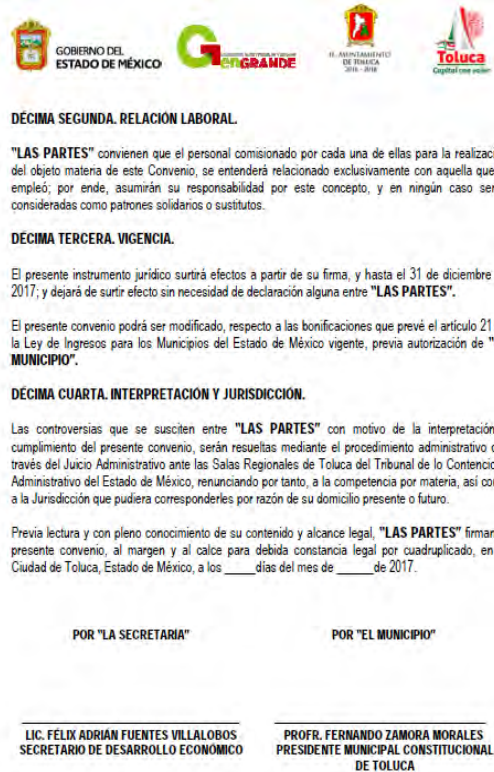 GOBIERNO DEL
ESTADO DE MÉXICO
enGRANDE
H. AYUNTAMIENTO
DE TOLUCA
2016 - 2018
Toluca
Capital con valor
DÉCIMA SEGUNDA. RELACIÓN LABORAL.
"LAS PARTES" convienen que el personal comisionado por cada una de ellas para la realizaci
del objeto materia de este Convenio, se entenderá relacionado exclusivamente con aquella que
empleó; por ende, asumirán su responsabilidad por este concepto, y en ningún caso ser
consideradas como patrones solidarios o sustitutos.
DÉCIMA TERCERA. VIGENCIA.
El presente instrumento jurídico surtirá efectos a partir de su firma, y hasta el 31 de diciembre
2017; y dejará de surtir efecto sin necesidad de declaración alguna entre "LAS PARTES".
El presente convenio podrá ser modificado, respecto a las bonificaciones que prevé el artículo 21
la Ley de Ingresos para los Municipios del Estado de México vigente, previa autorización de "
MUNICIPIO".
DÉCIMA CUARTA. INTERPRETACIÓN Y JURISDICCIÓN.
Las controversias que se susciten entre "LAS PARTES" con motivo de la interpretación
cumplimiento del presente convenio, serán resueltas mediante el procedimiento administrativo o
través del Juicio Administrativo ante las Salas Regionales de Toluca del Tribunal de lo Contencio
Administrativo del Estado de México, renunciando por tanto, a la competencia por materia, así co
a la Jurisdicción que pudiera corresponderles por razón de su domicilio presente o futuro.
Previa lectura y con pleno conocimiento de su contenido y alcance legal, "LAS PARTES" firman
presente convenio, al margen y al calce para debida constancia legal por cuadruplicado, en
Ciudad de Toluca, Estado de México, a los _____días del mes de ______de 2017.
POR "LA SECRETARIA" POR "EL MUNICIPIO"
LIC. FÉLIX ADRIÁN FUENTES VILLALOBOS PROFR. FERNANDO ZAMORA MORALES
SECRETARIO DE DESARROLLO ECONÓMICO PRESIDENTE MUNICIPAL CONSTITUCIONAL
DE TOLUCA